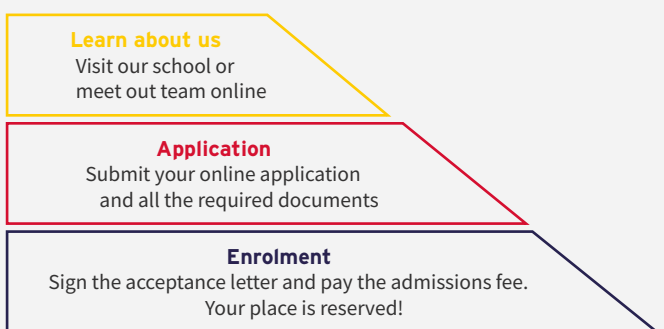 Learn about us
Visit our school or
meet out team online
Application
Submit your online application
and all the required documents
Enrolment
Sign the acceptance letter and pay the admissions fee.
Your place is reserved!